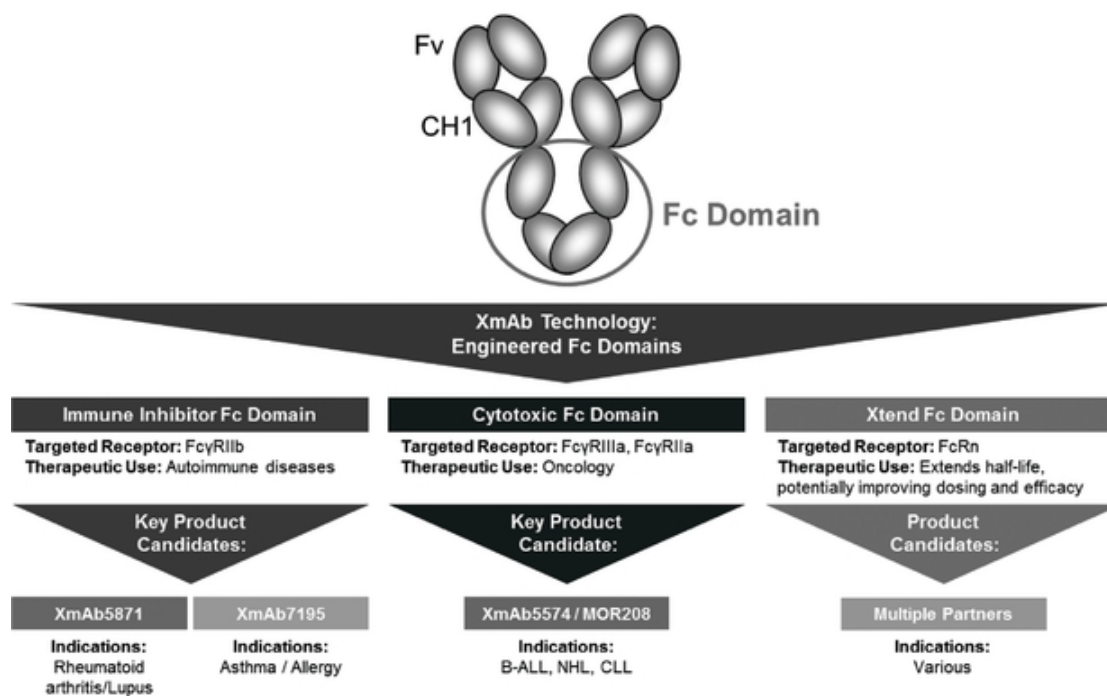 Fv
CH1
Fc Domain
XmAb Technology:
Engineered Fc Domains
Immune Inhibitor Fc Domain
Targeted Receptor: FcγRIIb
Therapeutic Use: Autoimmune diseases
Key Product
Candidates:
XmAb5871
Indications:
Rheumatoid
arthritis/Lupus
XmAb7195
Indications:
Asthma / Allergy
Cytotoxic Fc Domain
Targeted Receptor: FcγRIIIa, FcγRIIa
Therapeutic Use: Oncology
Key Product
Candidate:
XmAb5574 / MOR208
Indications:
B-ALL, NHL, CLL
Xtend Fc Domain
Targeted Receptor: FcRn
Therapeutic Use: Extends half-life,
potentially improving dosing and efficacy
Product
Candidates:
Multiple Partners
Indications:
Various